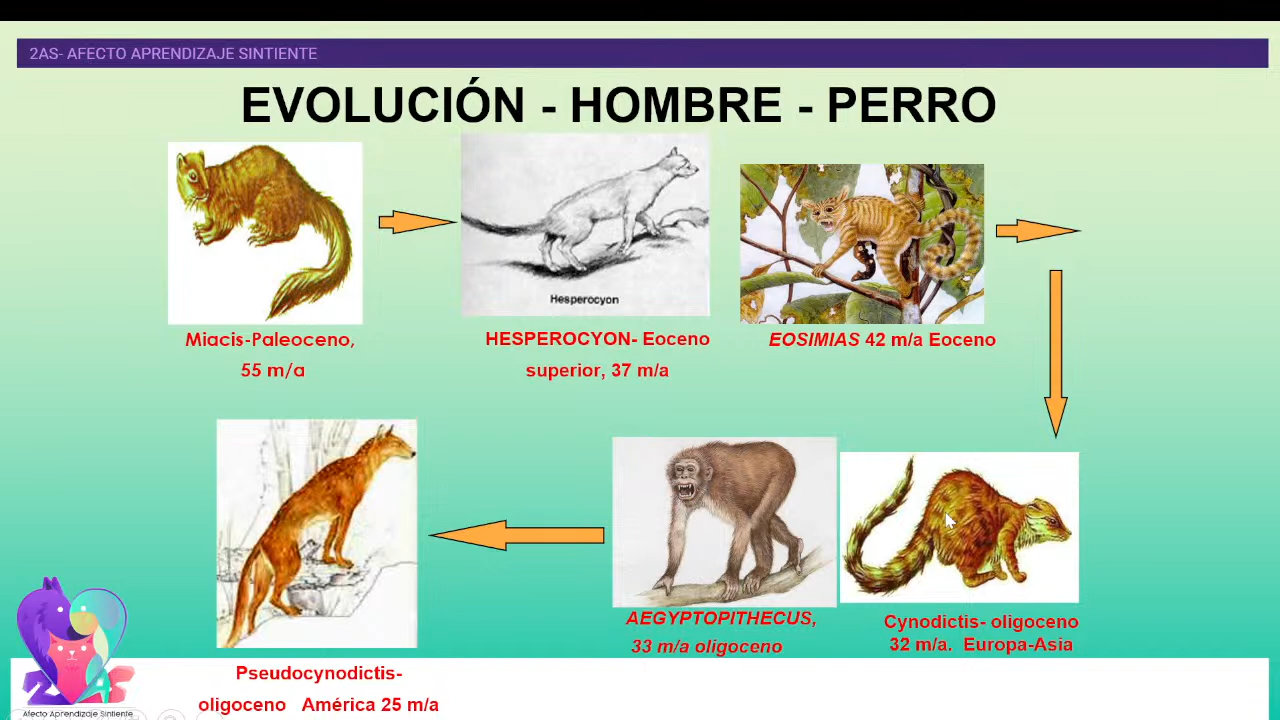 2AS- AFECTO APRENDIZAJE SINTIENTE
EVOLUCIÓN - HOMBRE - PERRO
Hesperocyon
Miacis-Paleoceno,
55 m/a
HESPEROCYON- Eoceno
superior, 37 m/a
EOSIMIAS 42 m/a Eoceno
AEGYPTOPITHECUS,
33 m/a oligoceno
Cynodictis- oligoceno
32 m/a. Europa-Asia
Pseudocynodictis-
oligoceno América 25 m/a
2AS
Afecto Aprendizaje Sintiente